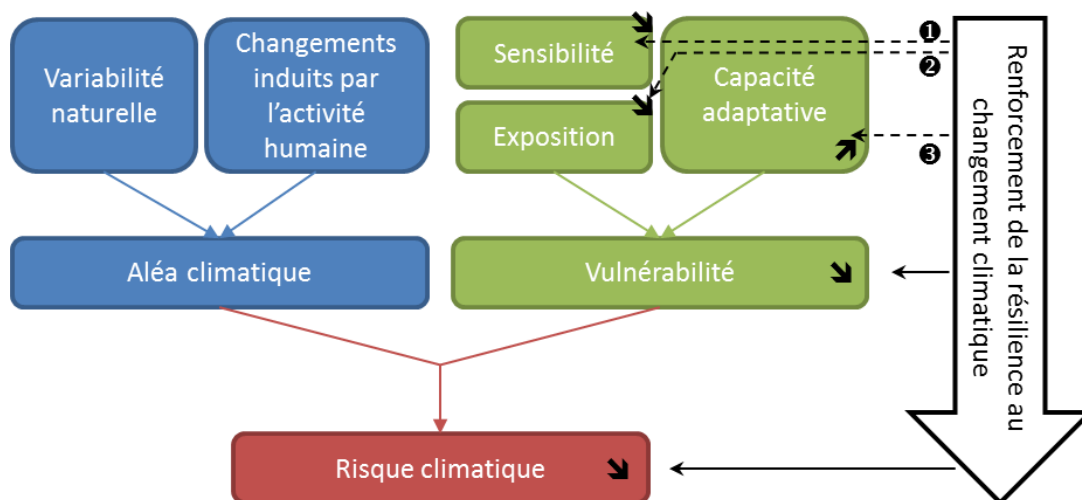 Variabilité
naturelle
Changements
induits par
l’activité
humaine
Sensibilité
Exposition
Capacité
adaptative
❶
❷
❸
Aléa climatique
Vulnérabilité
Risque climatique
Renforcement de la résilience au
changement climatique